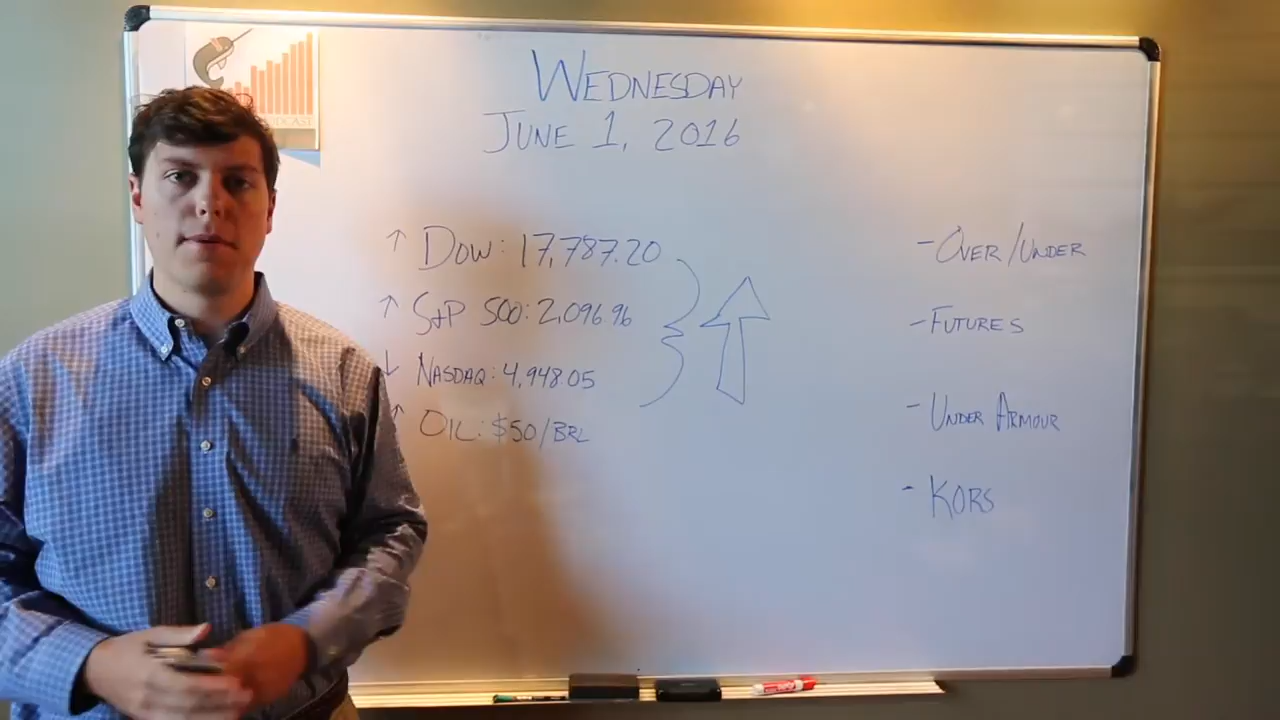 WEDNESDAY
JUNE 1, 2016
↑ DOW: 17,787.20
↑ S&P 500: 2,096.96
↓ NASDAQ: 4,948.05
↑ OIL: $50/BRL
- OVER/UNDER
- FUTURES
- UNDER ARMOUR
- KORS